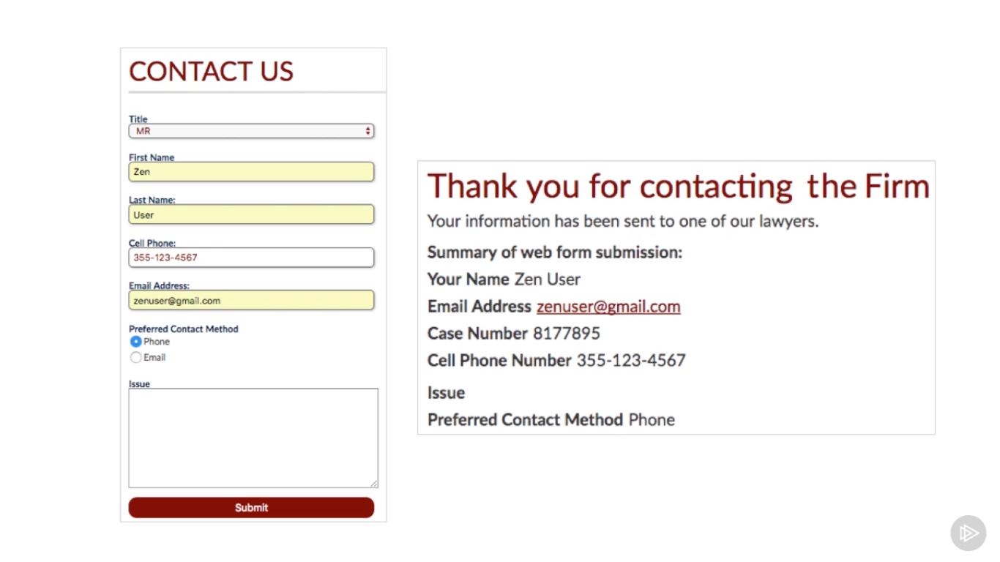 CONTACT US
Title
MR
First Name
Zen
Last Name:
User
Cell Phone:
355-123-4567
Email Address:
zenuser@gmail.com
Preferred Contact Method
Phone
Email
Issue
Submit
Thank you for contacting the Firm
Your information has been sent to one of our lawyers.
Summary of web form submission:
Your Name Zen User
Email Address zenuser@gmail.com
Case Number 8177895
Cell Phone Number 355-123-4567
Issue
Preferred Contact Method Phone